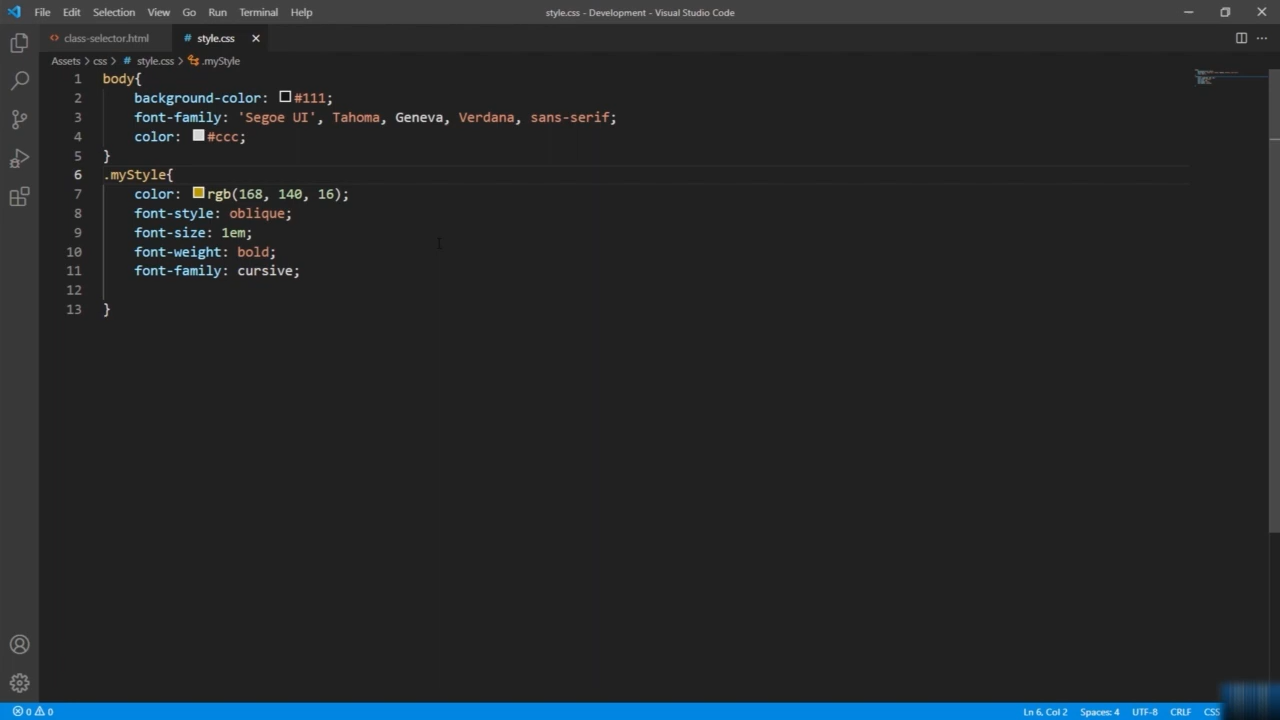 File Edit Selection View Go Run Terminal Help style.css - Development - Visual Studio Code
class-selector.html style.css
Assets > css > # style.css > .myStyle
1 body{
2 background-color: #111;
3 font-family: 'Segoe UI', Tahoma, Geneva, Verdana, sans-serif;
4 color: #ccc;
5 }
6 .myStyle{
7 color: rgb(168, 140, 16);
8 font-style: oblique;
9 font-size: 1em;
10 font-weight: bold;
11 font-family: cursive;
12
13 }
0 0 Ln 6, Col 2 Spaces: 4 UTF-8 CRLF CSS